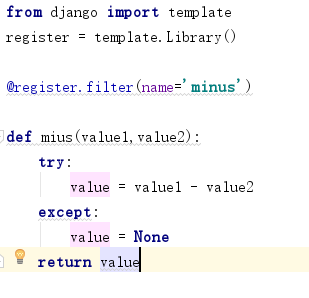 from django import template
register = template.Library()
@register.filter(name='minus')
def mius(value1,value2):
try:
value = value1 - value2
except:
value = None
return value